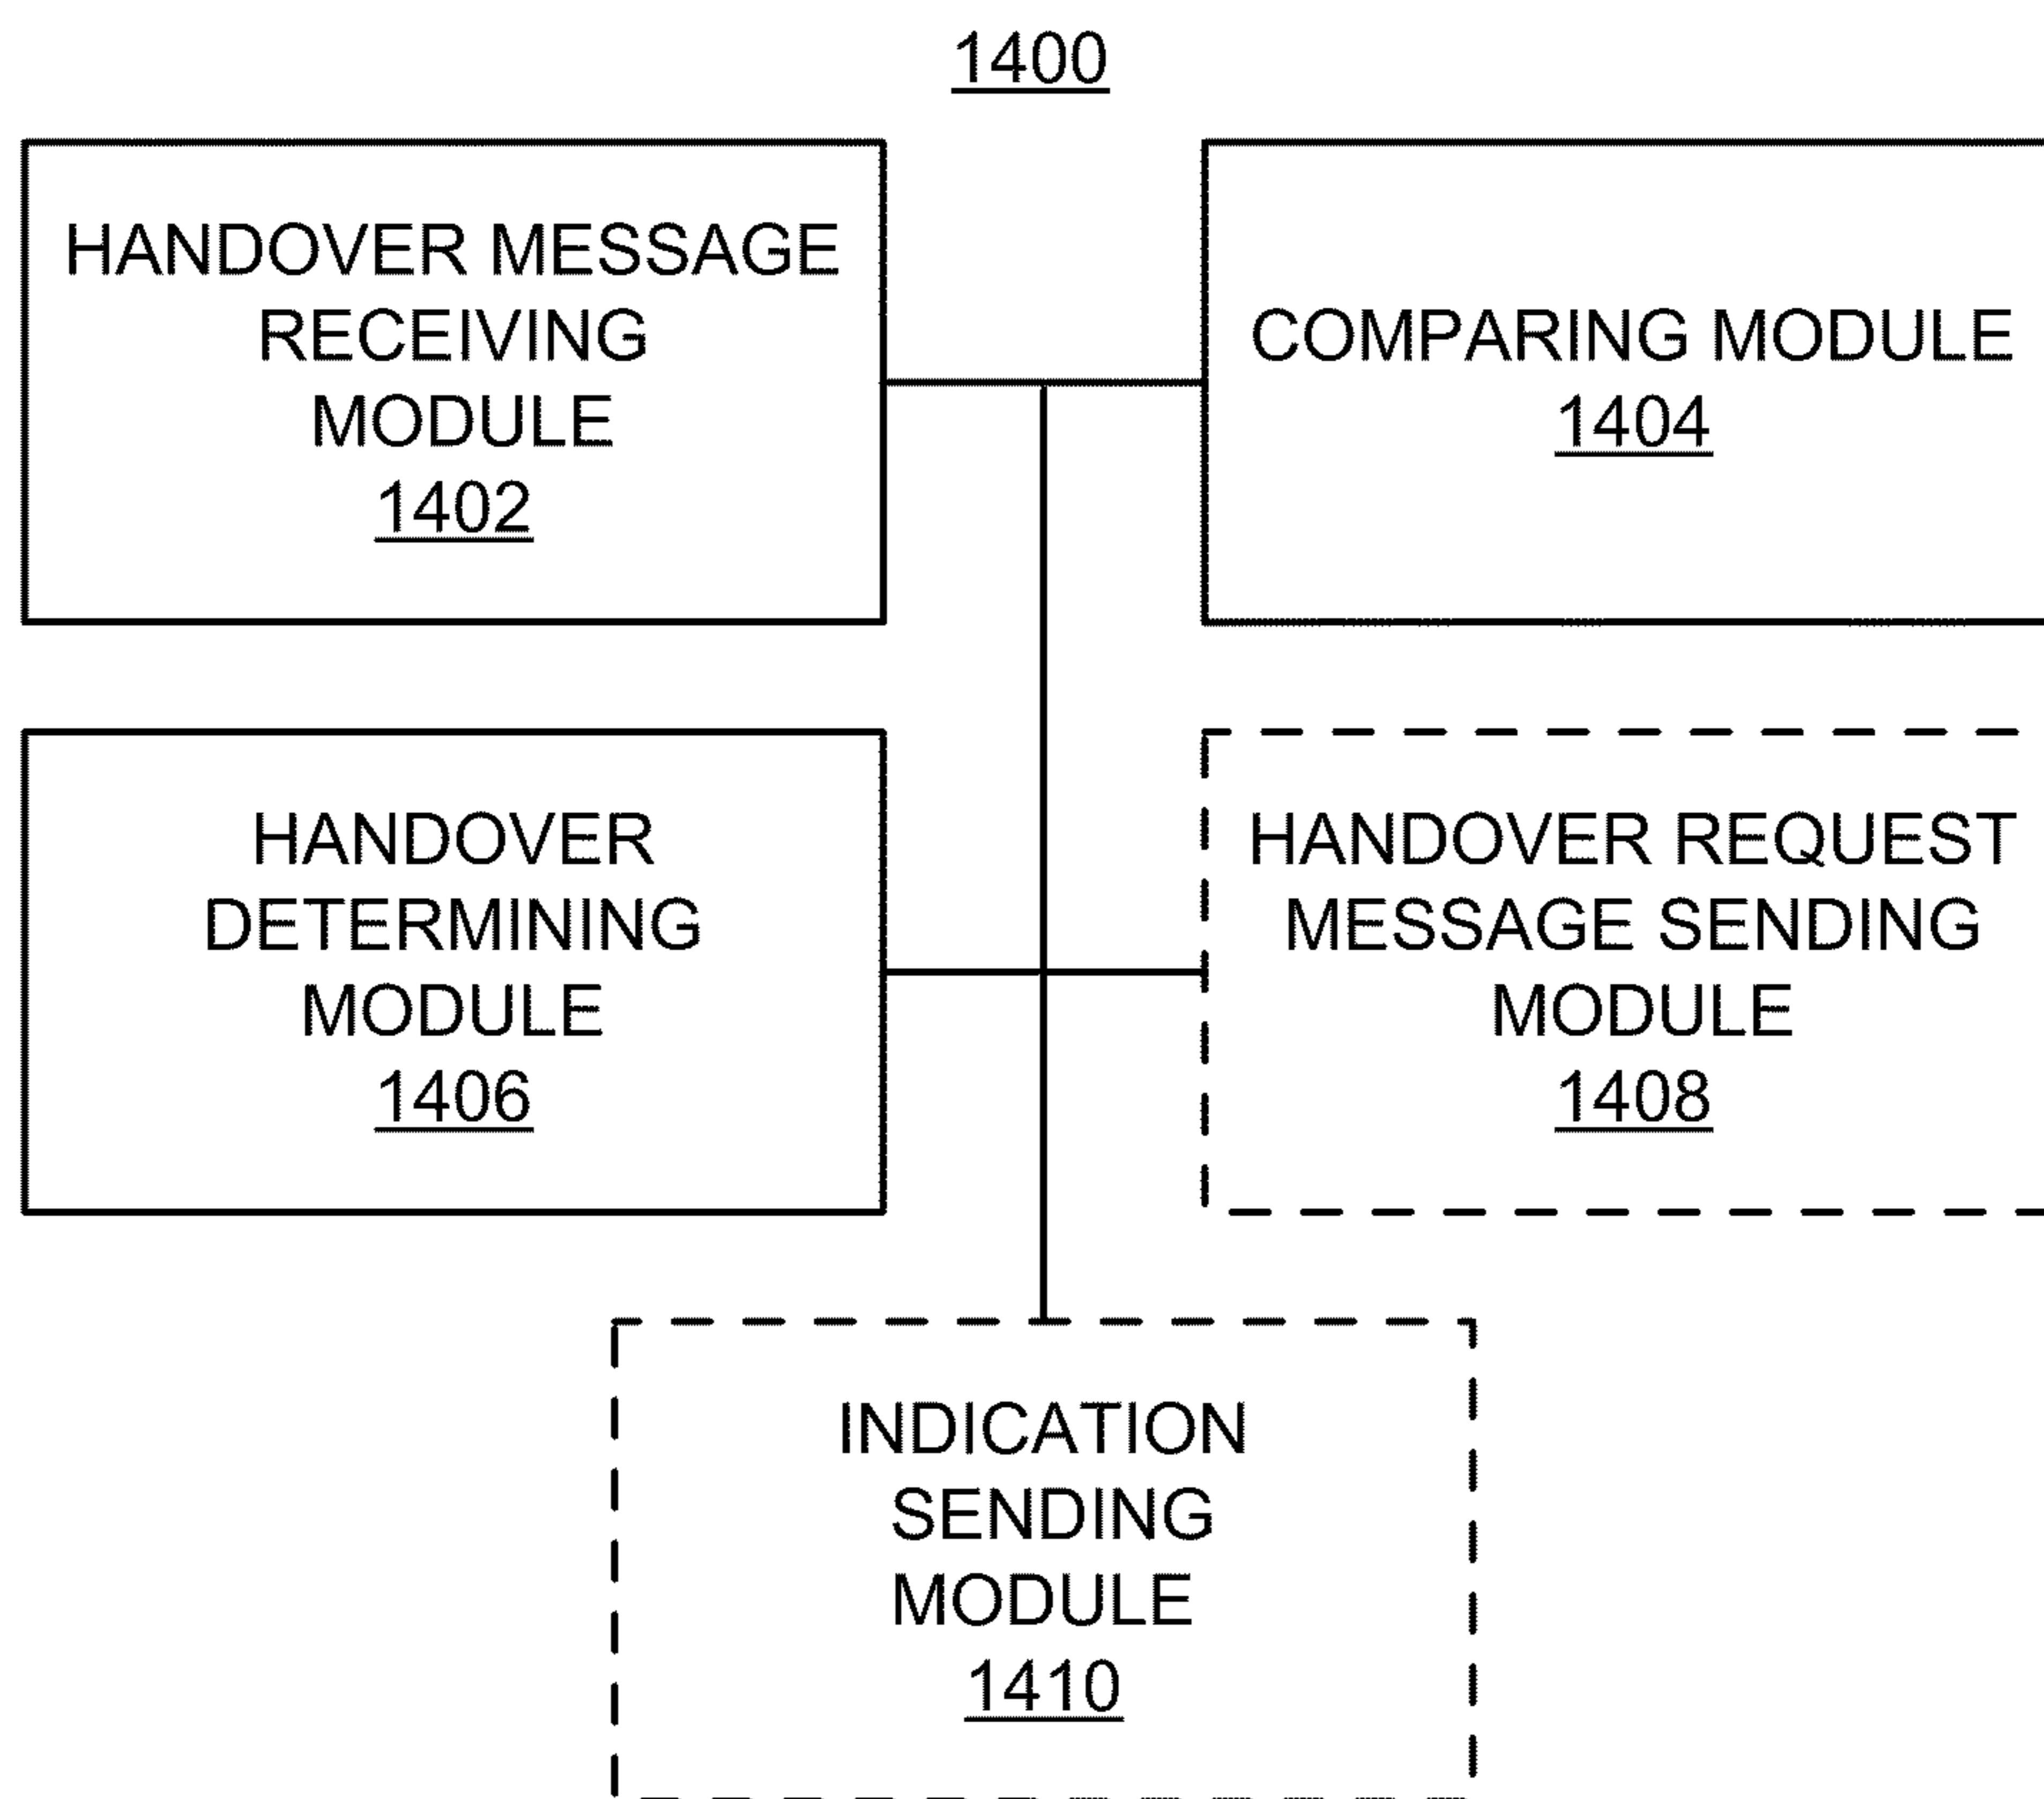 1400
HANDOVER MESSAGE
RECEIVING
MODULE
1402
COMPARING MODULE
1404
HANDOVER
DETERMINING
MODULE
1406
HANDOVER REQUEST
MESSAGE SENDING
MODULE
1408
INDICATION
SENDING
MODULE
1410